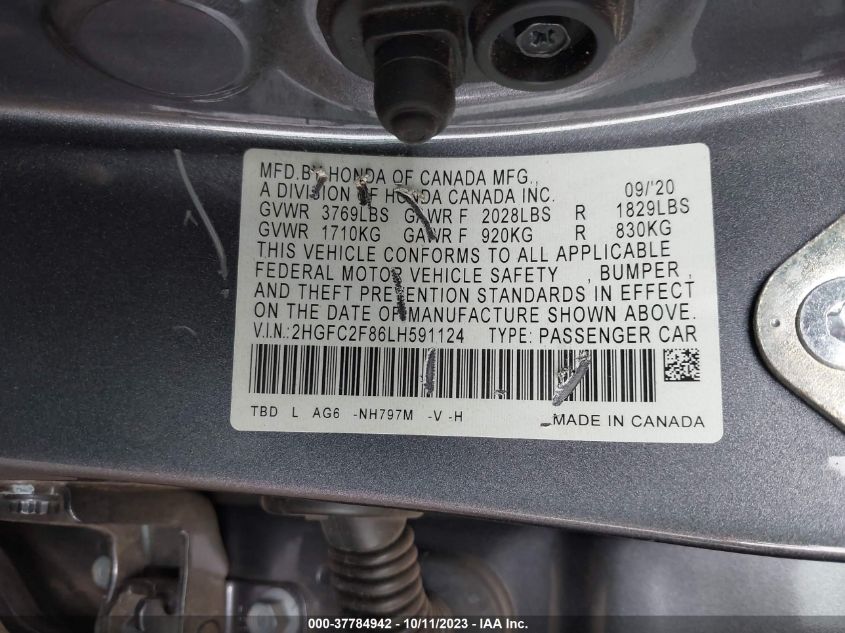 MFD.BY HONDA OF CANADA MFG.,
A DIVISION OF HONDA CANADA INC. 09/'20
GVWR 3769LBS GAWR F 2028LBS R 1829LBS
GVWR 1710KG GAWR F 920KG R 830KG
THIS VEHICLE CONFORMS TO ALL APPLICABLE
FEDERAL MOTOR VEHICLE SAFETY , BUMPER ,
AND THEFT PREVENTION STANDARDS IN EFFECT
ON THE DATE OF MANUFACTURE SHOWN ABOVE.
V.I.N.:2HGFC2F86LH591124 TYPE: PASSENGER CAR
TBD L AG6 -NH797M -V -H MADE IN CANADA
000-37784942 - 10/11/2023 - IAA Inc.